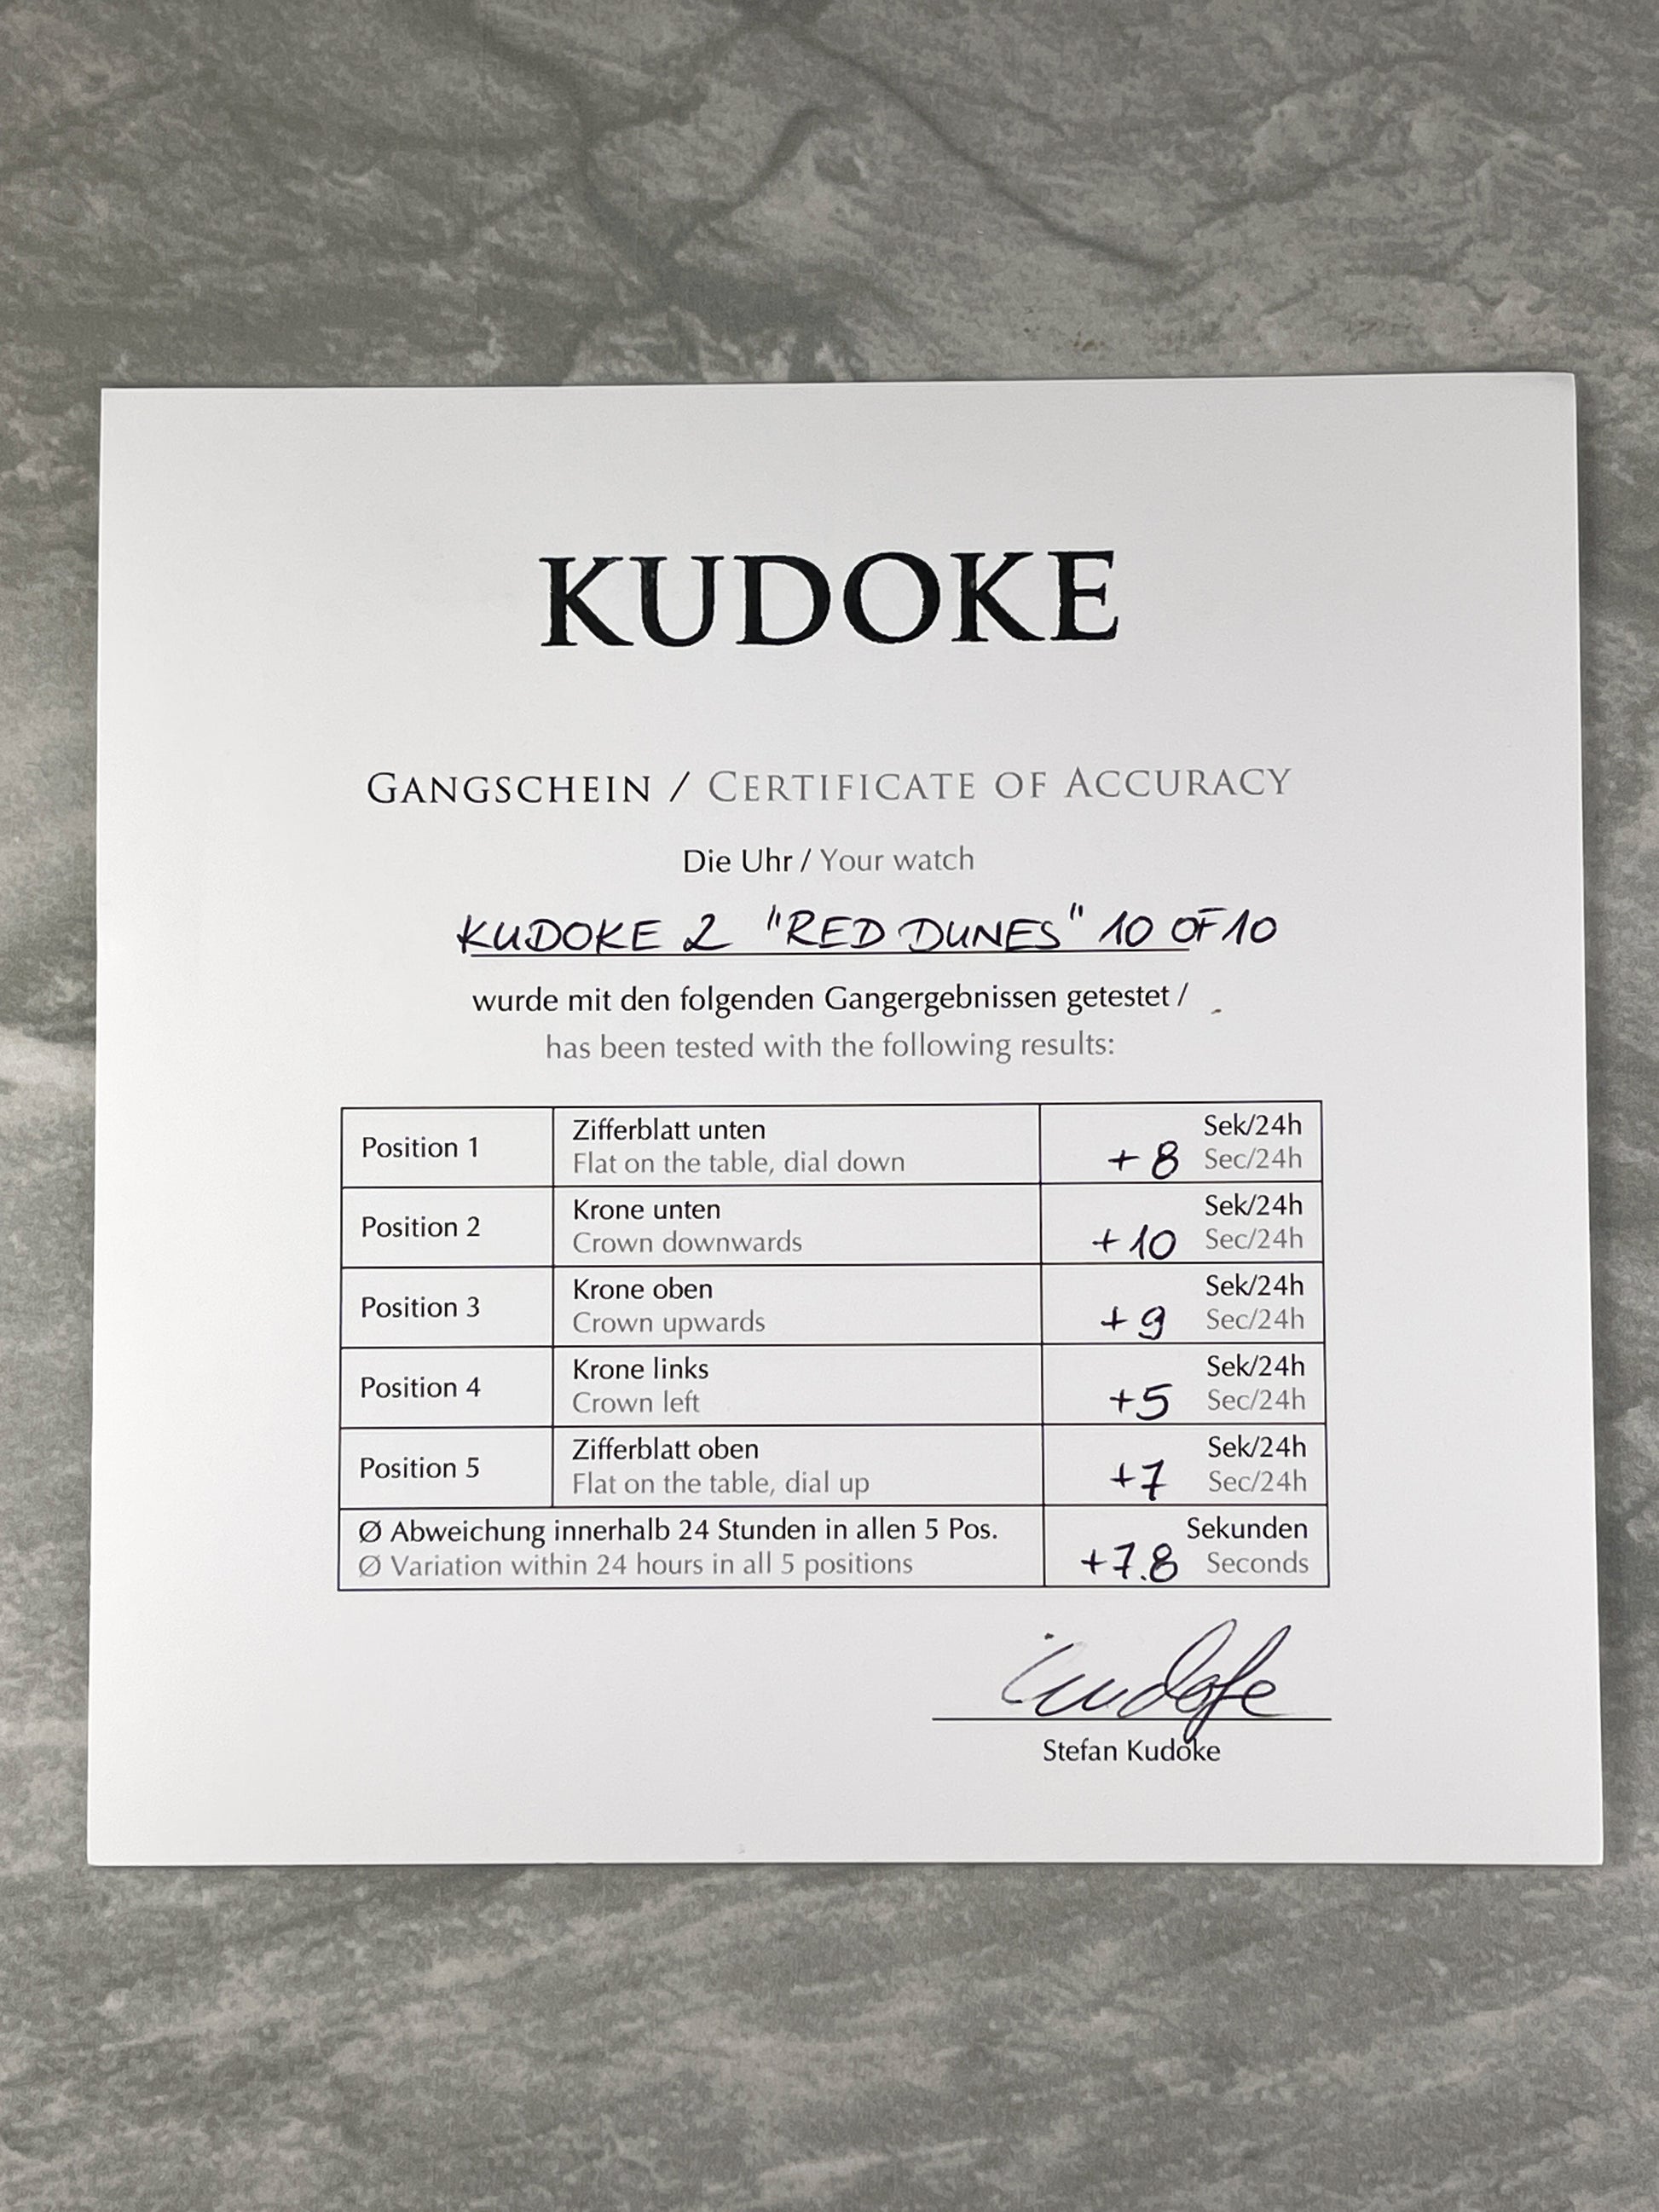 KUDOKE
GANGSCHEIN / CERTIFICATE OF ACCURACY
Die Uhr / Your watch
KUDOKE 2 "RED DUNES" 10 OF 10
wurde mit den folgenden Gangergebnissen getestet /
has been tested with the following results:
Position 1
Zifferblatt unten
Flat on the table, dial down
Sek/24h
+8 Sec/24h
Position 2
Krone unten
Crown downwards
Sek/24h
+10 Sec/24h
Position 3
Krone oben
Crown upwards
Sek/24h
+9 Sec/24h
Position 4
Krone links
Crown left
Sek/24h
+5 Sec/24h
Position 5
Zifferblatt oben
Flat on the table, dial up
Sek/24h
+7 Sec/24h
Ø Abweichung innerhalb 24 Stunden in allen 5 Pos.
Ø Variation within 24 hours in all 5 positions
Sekunden
+7.8 Seconds
Kudoke
Stefan Kudoke